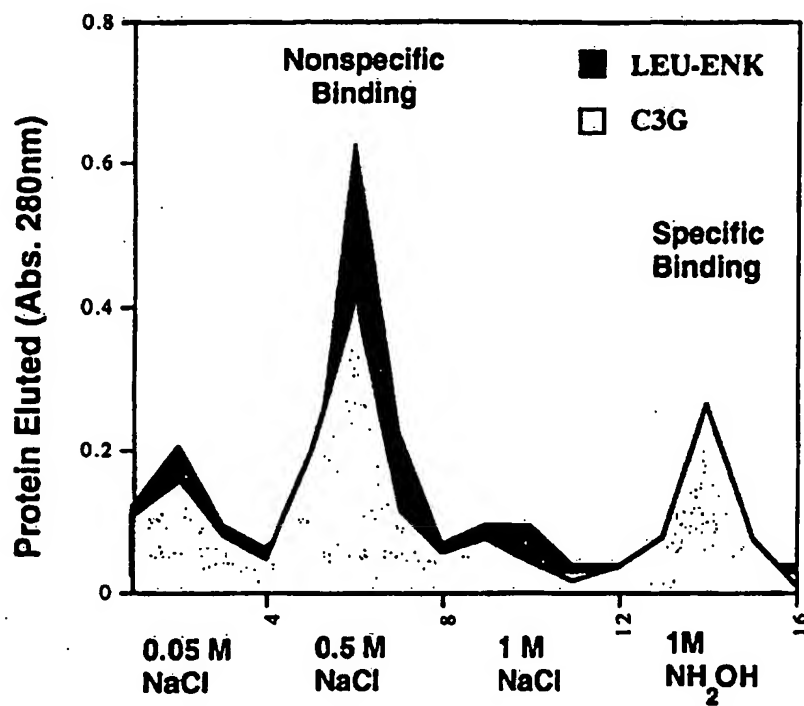 0.8
Nonspecific
Binding
LEU-ENK
C3G
0.6
Specific
Binding
0.4
0.2
0
Protein Eluted (Abs. 280nm)
4
8
12
16
0.05 M
NaCl
0.5 M
NaCl
1 M
NaCl
1M
NH2OH